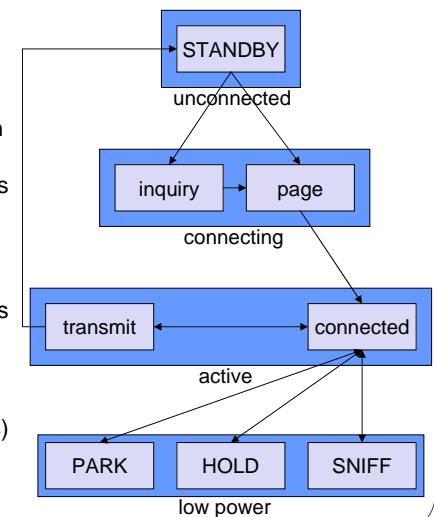 STANDBY
unconnected
n
s
inquiry page
connecting
s
transmit connected
active
s)
PARK HOLD SNIFF
low power